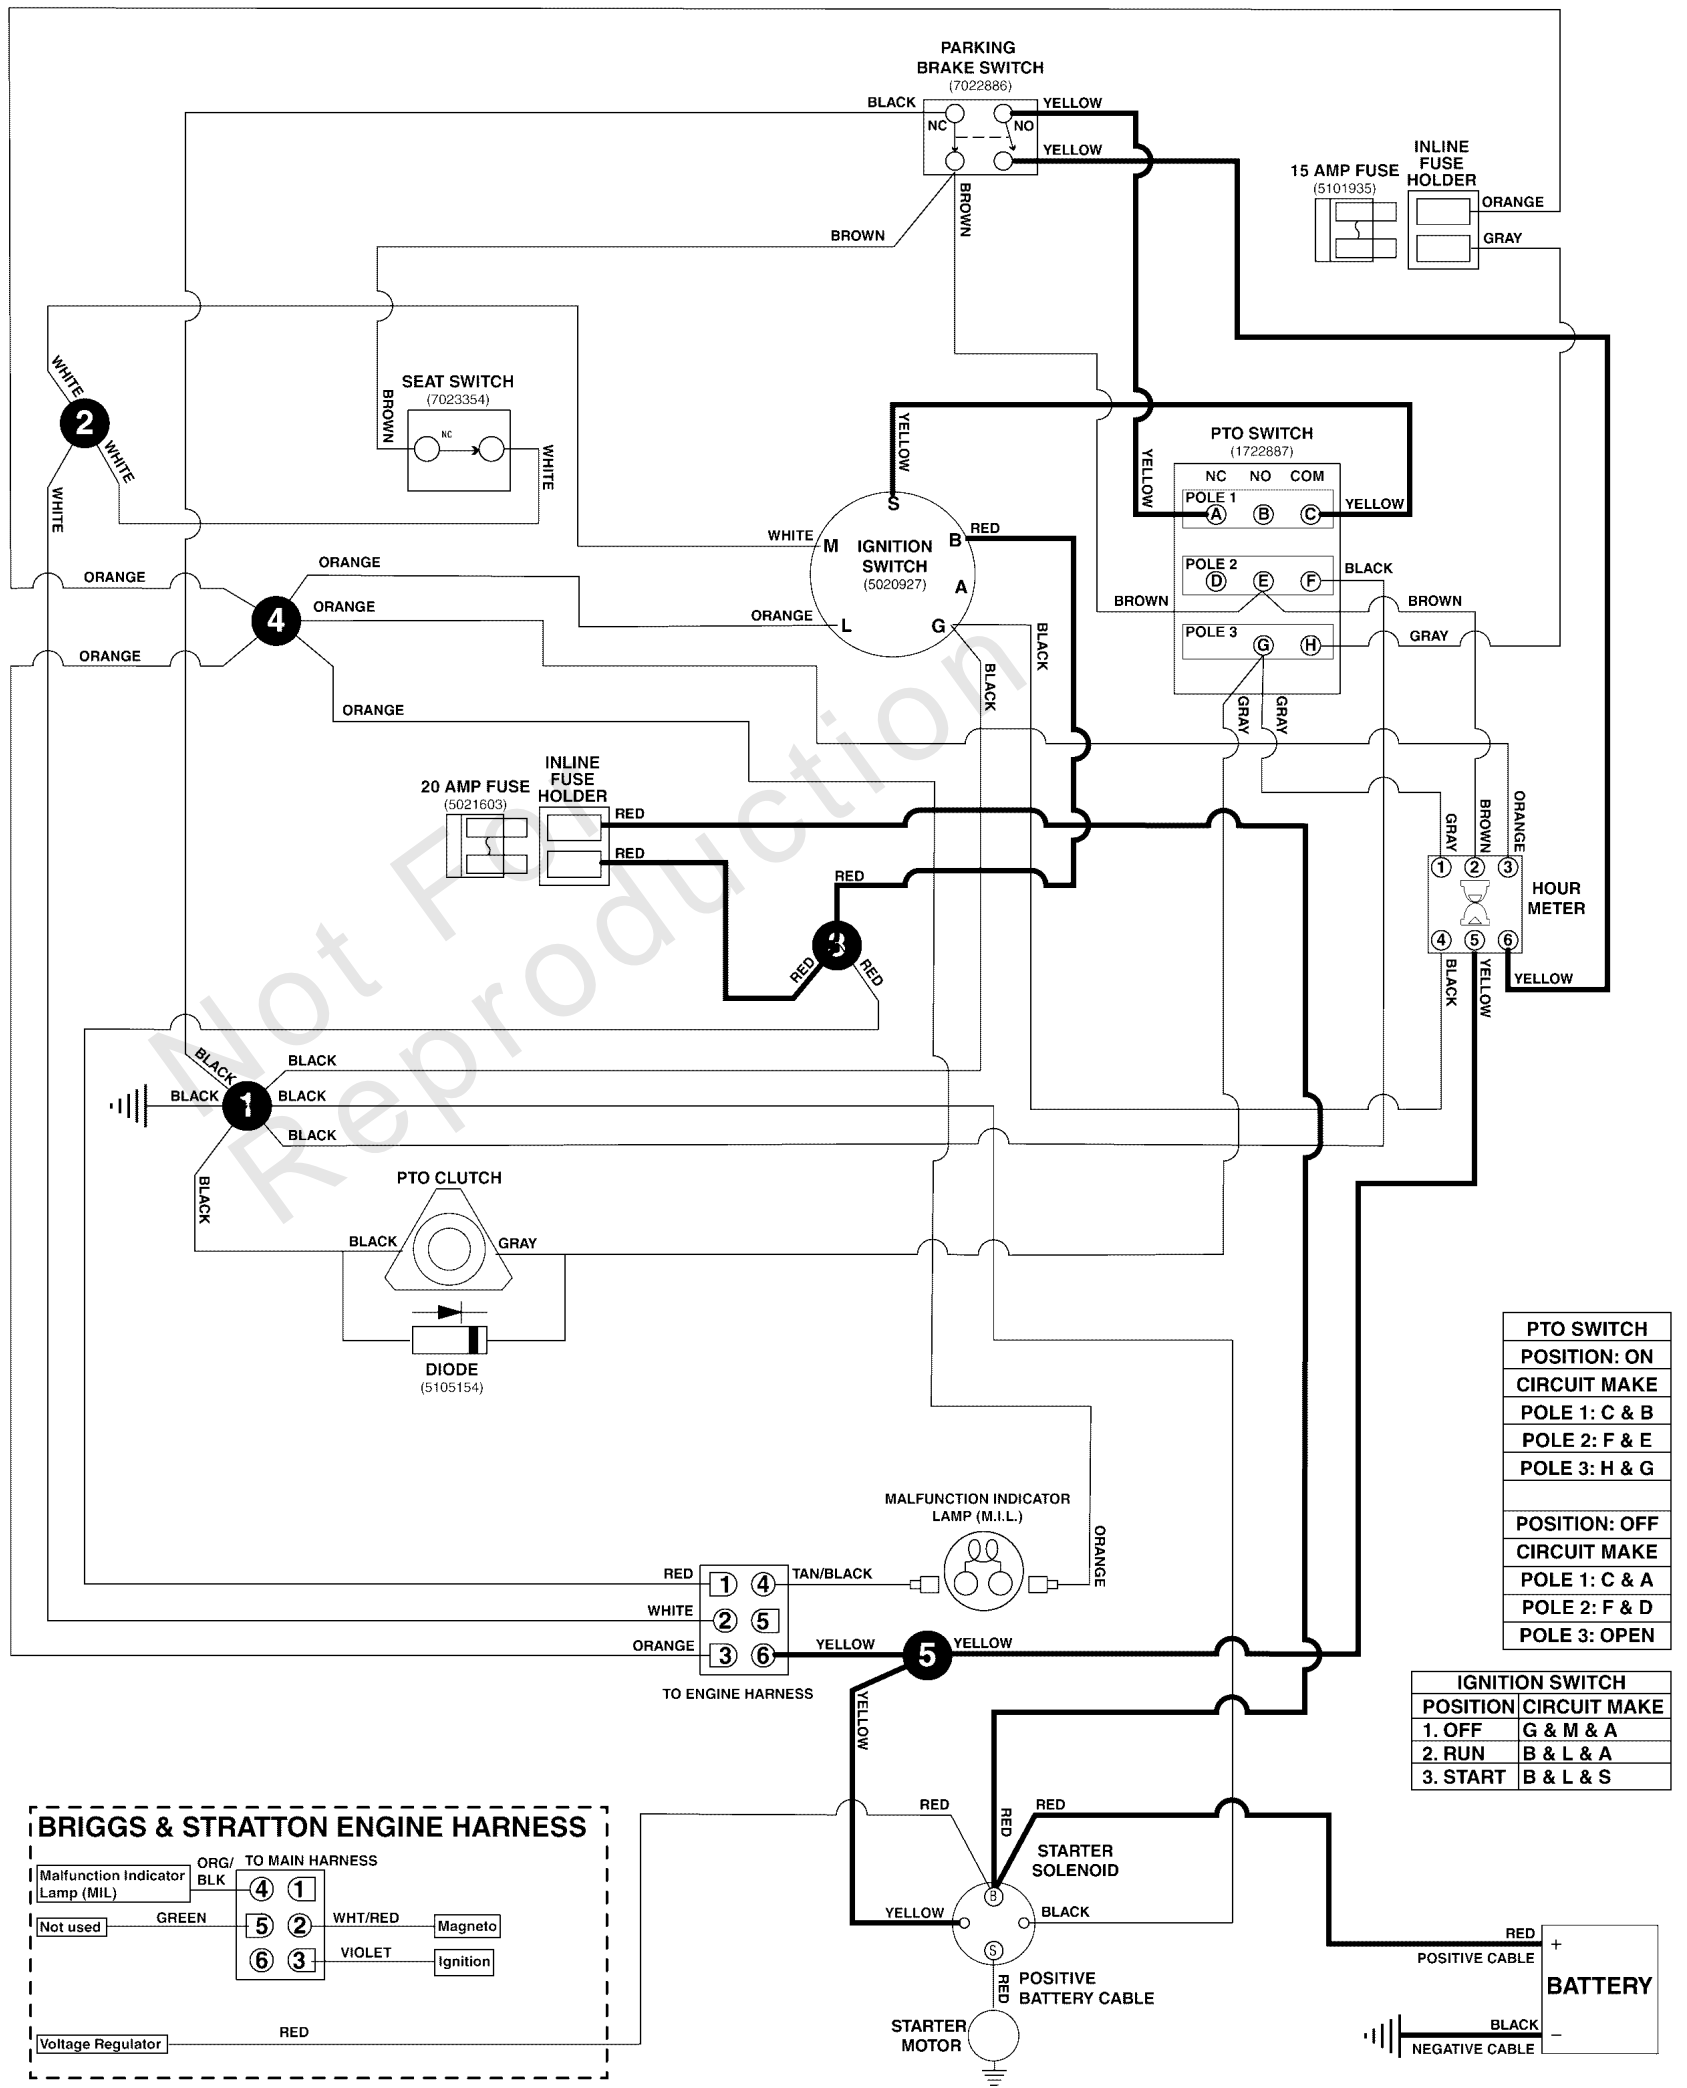 PARKING
BRAKE SWITCH
(7022886)
BLACK
YELLOW
NC
NO
YELLOW
BROWN
BROWN
15 AMP FUSE
(5101935)
INLINE
FUSE
HOLDER
ORANGE
GRAY
WHITE
2
WHITE
WHITE
SEAT SWITCH
(7023354)
BROWN
NC
WHITE
YELLOW
S
WHITE
M
IGNITION
SWITCH
(5020927)
B
RED
A
ORANGE
L
G
BLACK
BLACK
PTO SWITCH
(1722887)
NC NO COM
YELLOW
POLE 1
A B C
YELLOW
POLE 2
D E F
BLACK
BROWN
BROWN
POLE 3
G H
GRAY
GRAY
GRAY
ORANGE
ORANGE
4
ORANGE
ORANGE
ORANGE
Not For
Reproduction
20 AMP FUSE
(5021603)
INLINE
FUSE
HOLDER
RED
RED
RED
3
RED
RED
GRAY
BROWN
ORANGE
1 2 3
HOUR
METER
4 5 6
BLACK
YELLOW
YELLOW
BLACK
BLACK
BLACK
1
BLACK
BLACK
BLACK
PTO CLUTCH
BLACK
GRAY
DIODE
(5105154)
PTO SWITCH
POSITION: ON
CIRCUIT MAKE
POLE 1: C & B
POLE 2: F & E
POLE 3: H & G
POSITION: OFF
CIRCUIT MAKE
POLE 1: C & A
POLE 2: F & D
POLE 3: OPEN
MALFUNCTION INDICATOR
LAMP (M.I.L.)
ORANGE
RED
1 4
TAN/BLACK
WHITE
2 5
ORANGE
3 6
YELLOW
5
YELLOW
TO ENGINE HARNESS
YELLOW
IGNITION SWITCH
POSITION CIRCUIT MAKE
1. OFF G & M & A
2. RUN B & L & A
3. START B & L & S
RED
RED
RED
STARTER
SOLENOID
B
YELLOW
BLACK
S
RED
POSITIVE
BATTERY CABLE
STARTER
MOTOR
RED
POSITIVE CABLE
+
BATTERY
BLACK
NEGATIVE CABLE
−
BRIGGS & STRATTON ENGINE HARNESS
TO MAIN HARNESS
Malfunction Indicator
Lamp (MIL)
ORG/
BLK
4 1
Not used
GREEN
5 2
WHT/RED
Magneto
6 3
VIOLET
Ignition
Voltage Regulator
RED